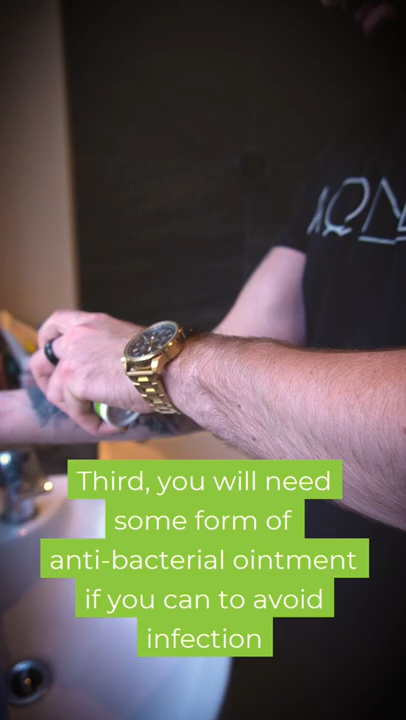 Third, you will need
some form of
anti-bacterial ointment
if you can to avoid
infection